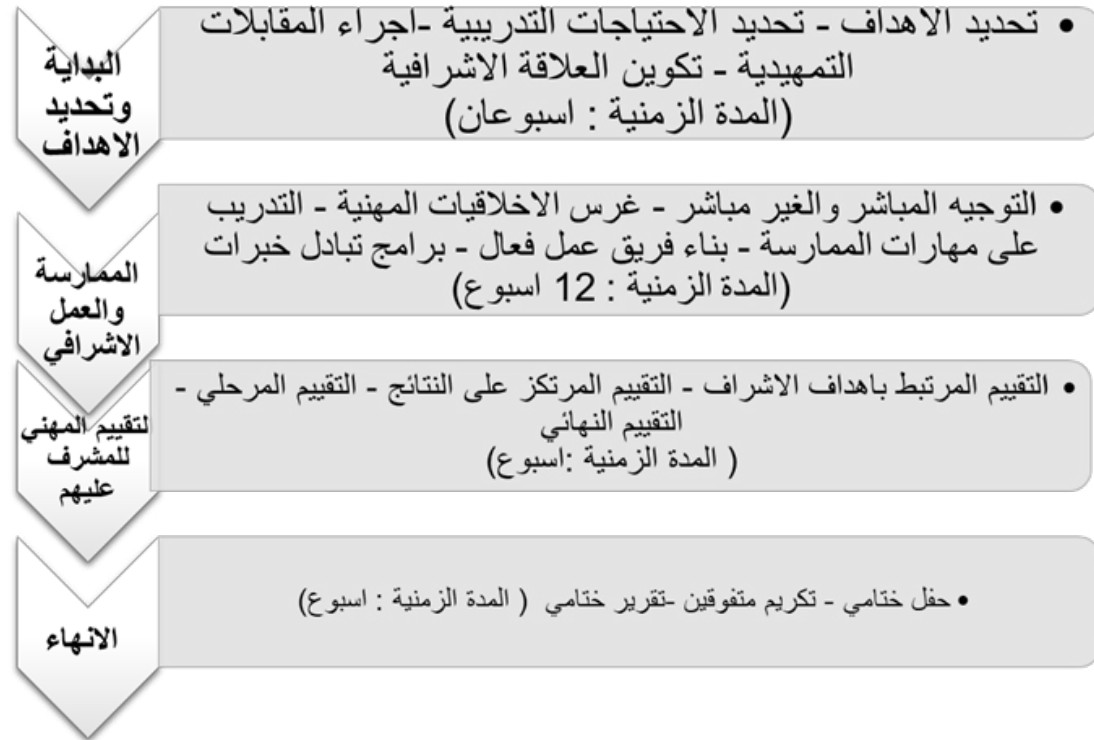 البداية
وتحديد
الاهداف
• تحديد الاهداف - تحديد الاحتياجات التدريبية -اجراء المقابلات
التمهيدية - تكوين العلاقة الاشرافية
(المدة الزمنية : اسبوعان)
الممارسة
والعمل
الاشرافي
• التوجيه المباشر والغير مباشر - غرس الاخلاقيات المهنية - التدريب
على مهارات الممارسة - بناء فريق عمل فعال - برامج تبادل خبرات
(المدة الزمنية : 12 اسبوع)
لتقييم المهني
للمشرف
عليهم
• التقييم المرتبط باهداف الاشراف - التقييم المرتكز على النتائج - التقييم المرحلي -
التقييم النهائي
( المدة الزمنية :اسبوع)
الانهاء
• حفل ختامي - تكريم متفوقين -تقرير ختامي ( المدة الزمنية : اسبوع)